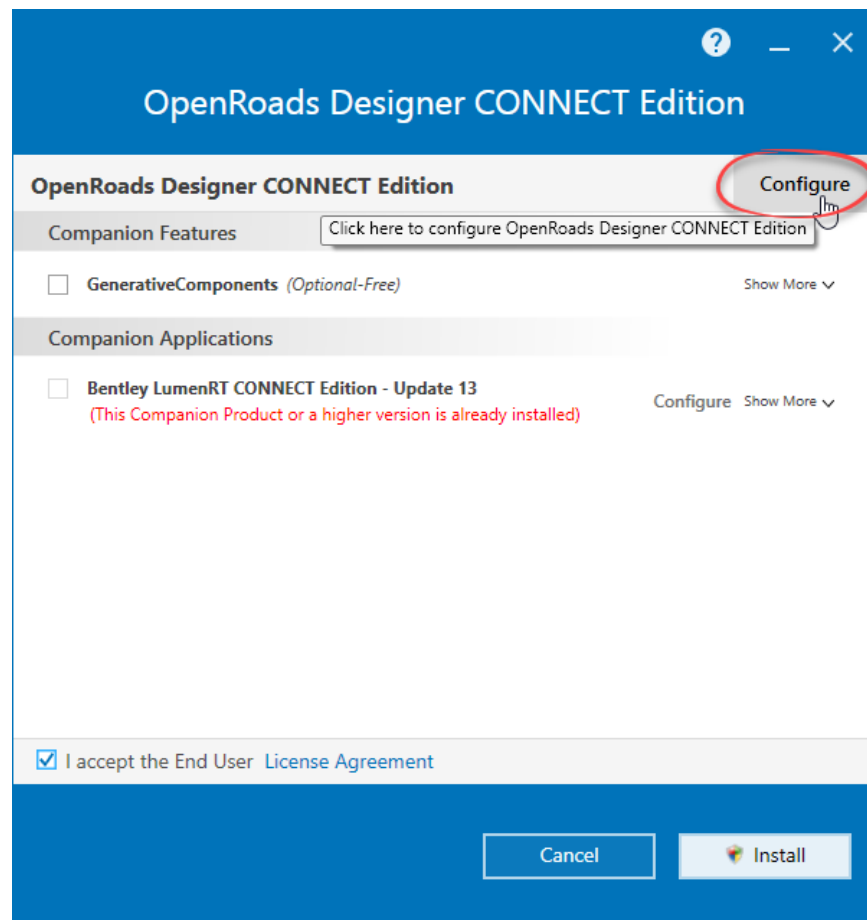 OpenRoads Designer CONNECT Edition
OpenRoads Designer CONNECT Edition
Configure
Companion Features
Click here to configure OpenRoads Designer CONNECT Edition
GenerativeComponents (Optional-Free)
Show More
Companion Applications
Bentley LumenRT CONNECT Edition - Update 13
(This Companion Product or a higher version is already installed)
Configure
Show More
I accept the End User License Agreement
Cancel
Install